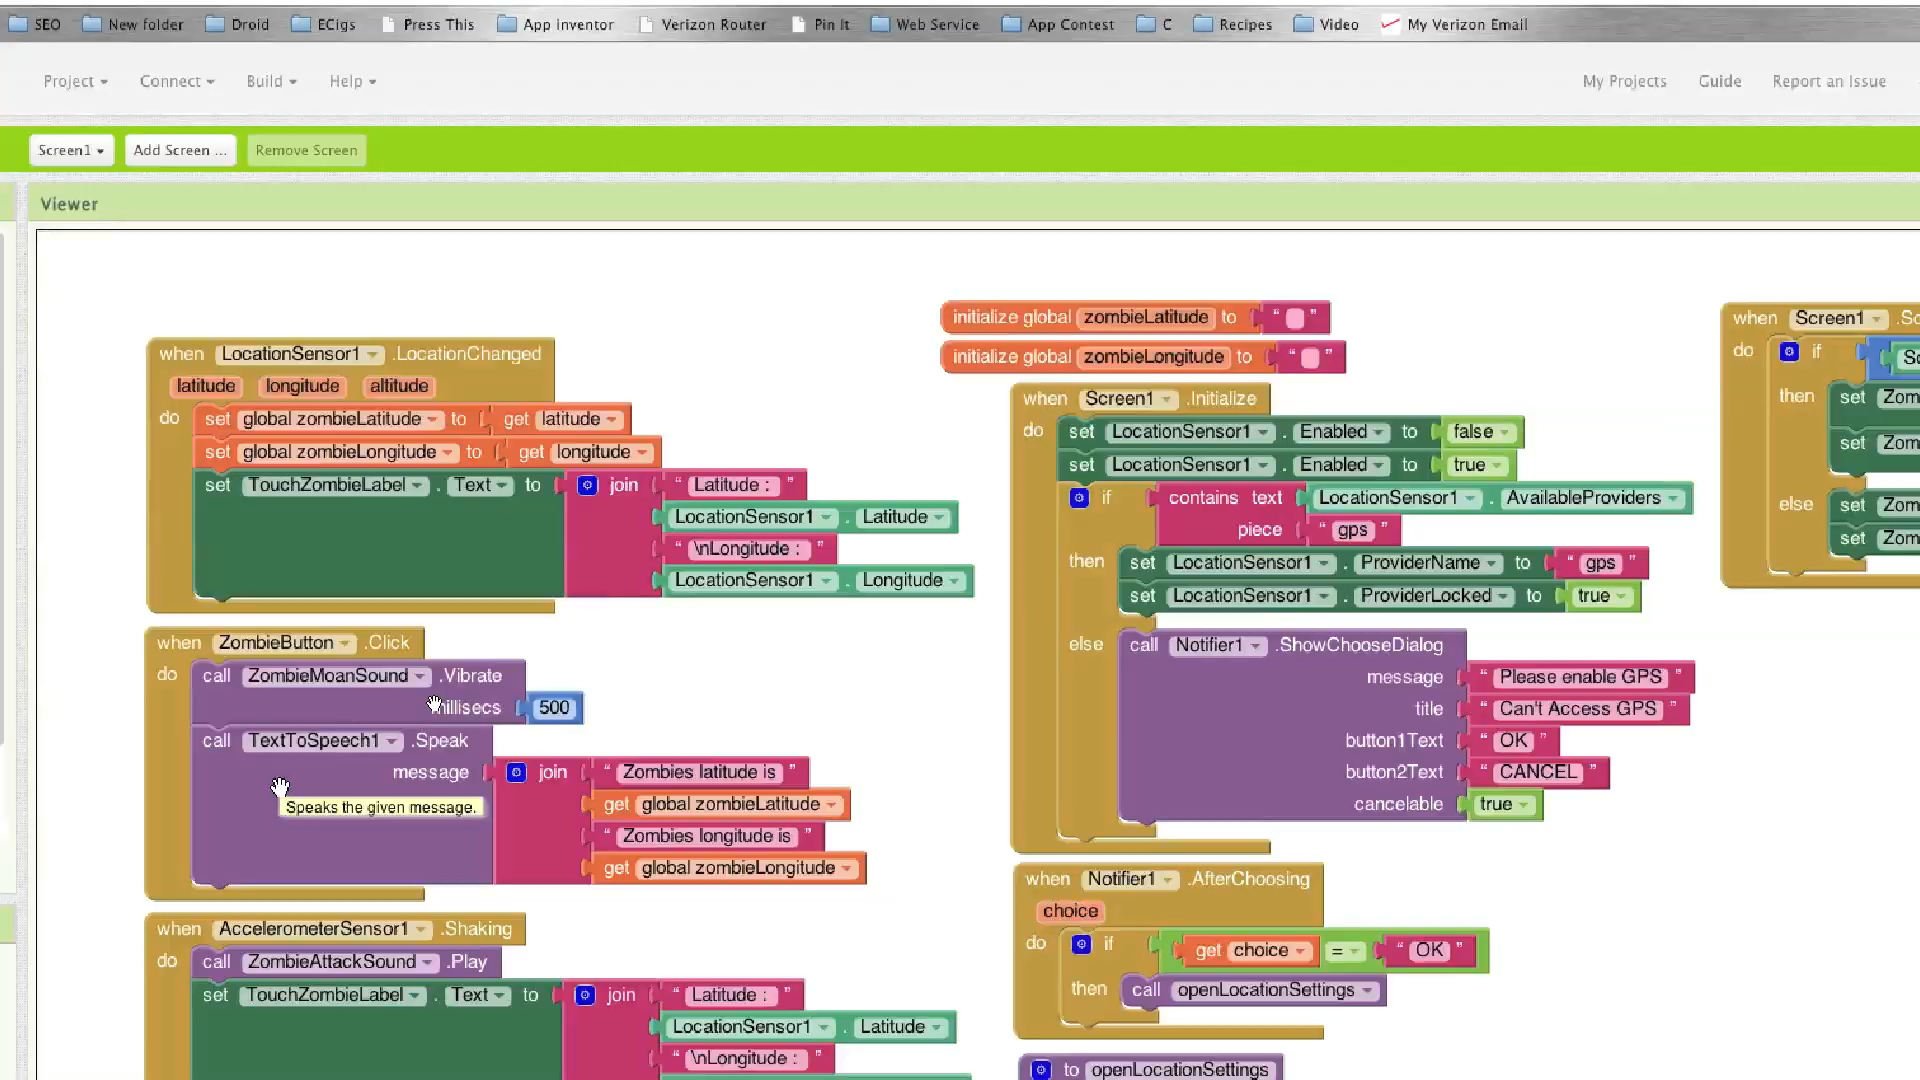 SEO New folder Droid ECigs Press This App inventor Verizon Router Pin It Web Service App Contest C Recipes Video My Verizon Email
Project Connect Build Help My Projects Guide Report an Issue
Screen1 Add Screen ... Remove Screen
Viewer
when LocationSensor1 .LocationChanged
latitude longitude altitude
do set global zombieLatitude to get latitude
set global zombieLongitude to get longitude
set TouchZombieLabel . Text to join " Latitude : "
LocationSensor1 . Latitude
" \nLongitude : "
LocationSensor1 . Longitude
when ZombieButton .Click
do call ZombieMoanSound .Vibrate
millisecs 500
call TextToSpeech1 .Speak
message join " Zombies latitude is "
get global zombieLatitude
Speaks the given message.
" Zombies longitude is "
get global zombieLongitude
when AccelerometerSensor1 .Shaking
do call ZombieAttackSound .Play
set TouchZombieLabel . Text to join " Latitude : "
LocationSensor1 . Latitude
" \nLongitude : "
initialize global zombieLatitude to " "
initialize global zombieLongitude to " "
when Screen1 .Initialize
do set LocationSensor1 . Enabled to false
set LocationSensor1 . Enabled to true
if contains text LocationSensor1 . AvailableProviders
piece " gps "
then set LocationSensor1 . ProviderName to " gps "
set LocationSensor1 . ProviderLocked to true
else call Notifier1 .ShowChooseDialog
message " Please enable GPS "
title " Can't Access GPS "
button1Text " OK "
button2Text " CANCEL "
cancelable true
when Notifier1 .AfterChoosing
choice
do if get choice = " OK "
then call openLocationSettings
to openLocationSettings
when Screen1 .Sc
do if Sc
then set Zom
set Zom
else set Zom
set Zom